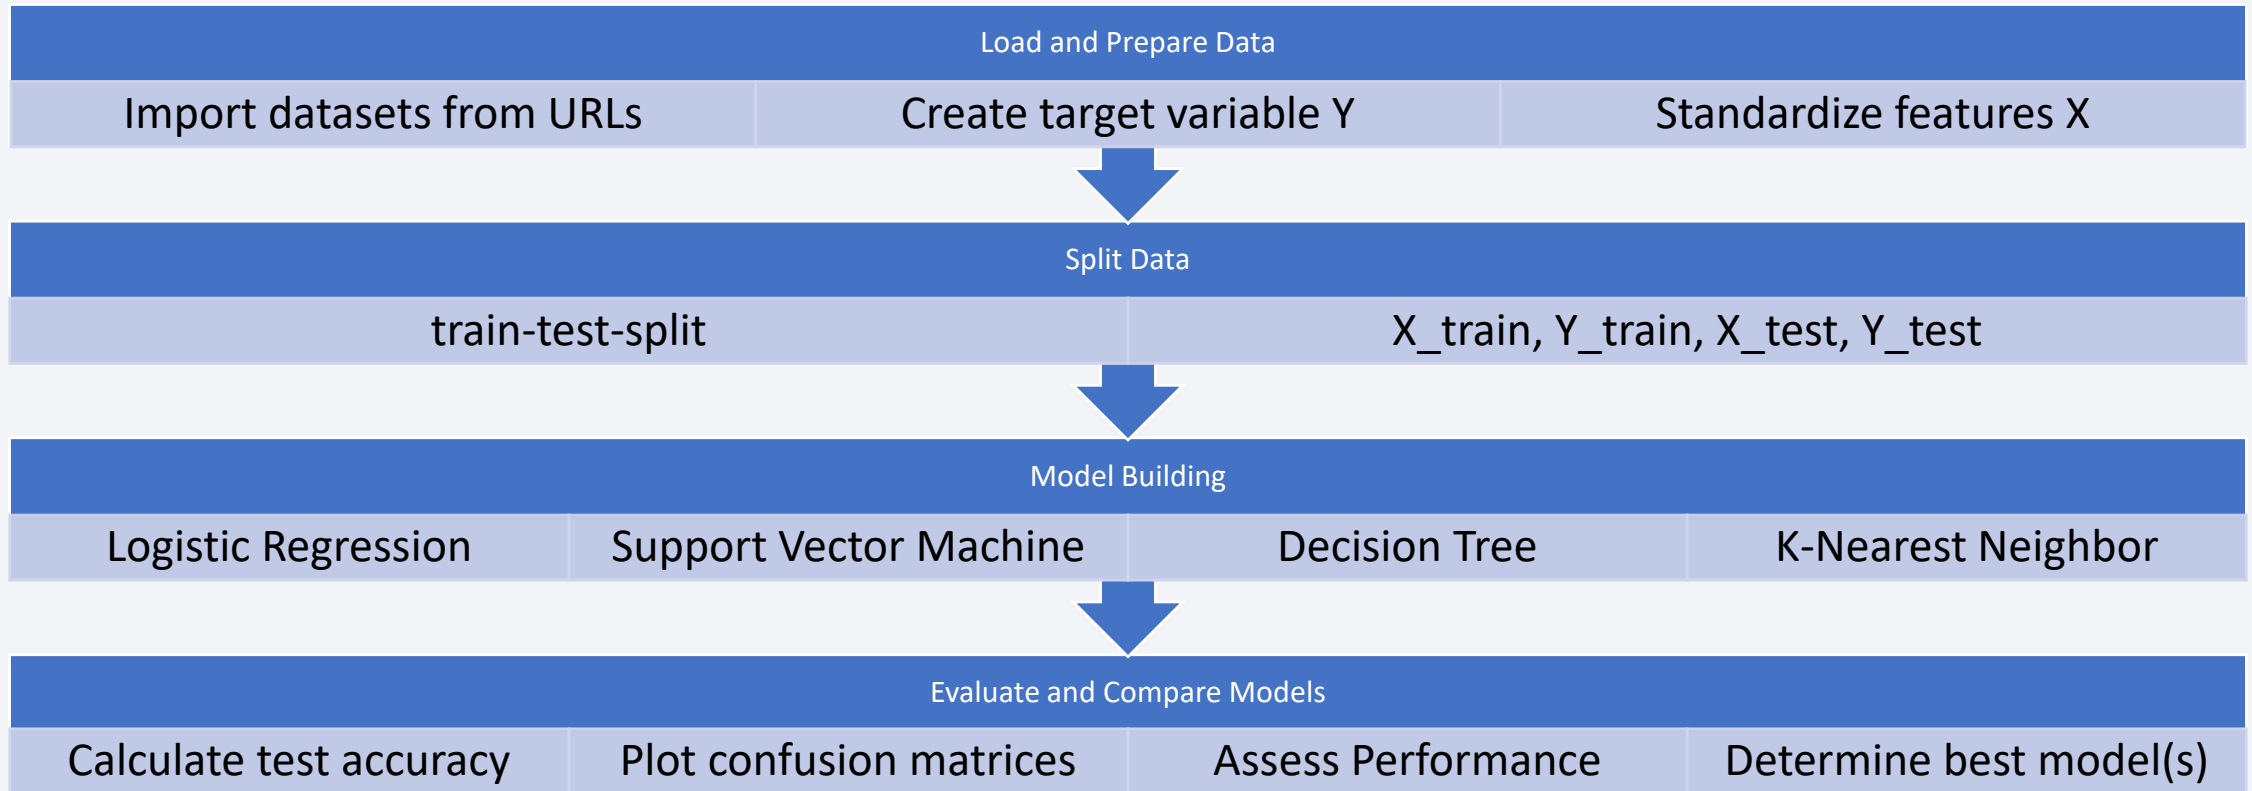 Load and Prepare Data
Import datasets from URLs
Create target variable Y
Standardize features X
Split Data
train-test-split
X_train, Y_train, X_test, Y_test
Model Building
Logistic Regression
Support Vector Machine
Decision Tree
K-Nearest Neighbor
Evaluate and Compare Models
Calculate test accuracy
Plot confusion matrices
Assess Performance
Determine best model(s)